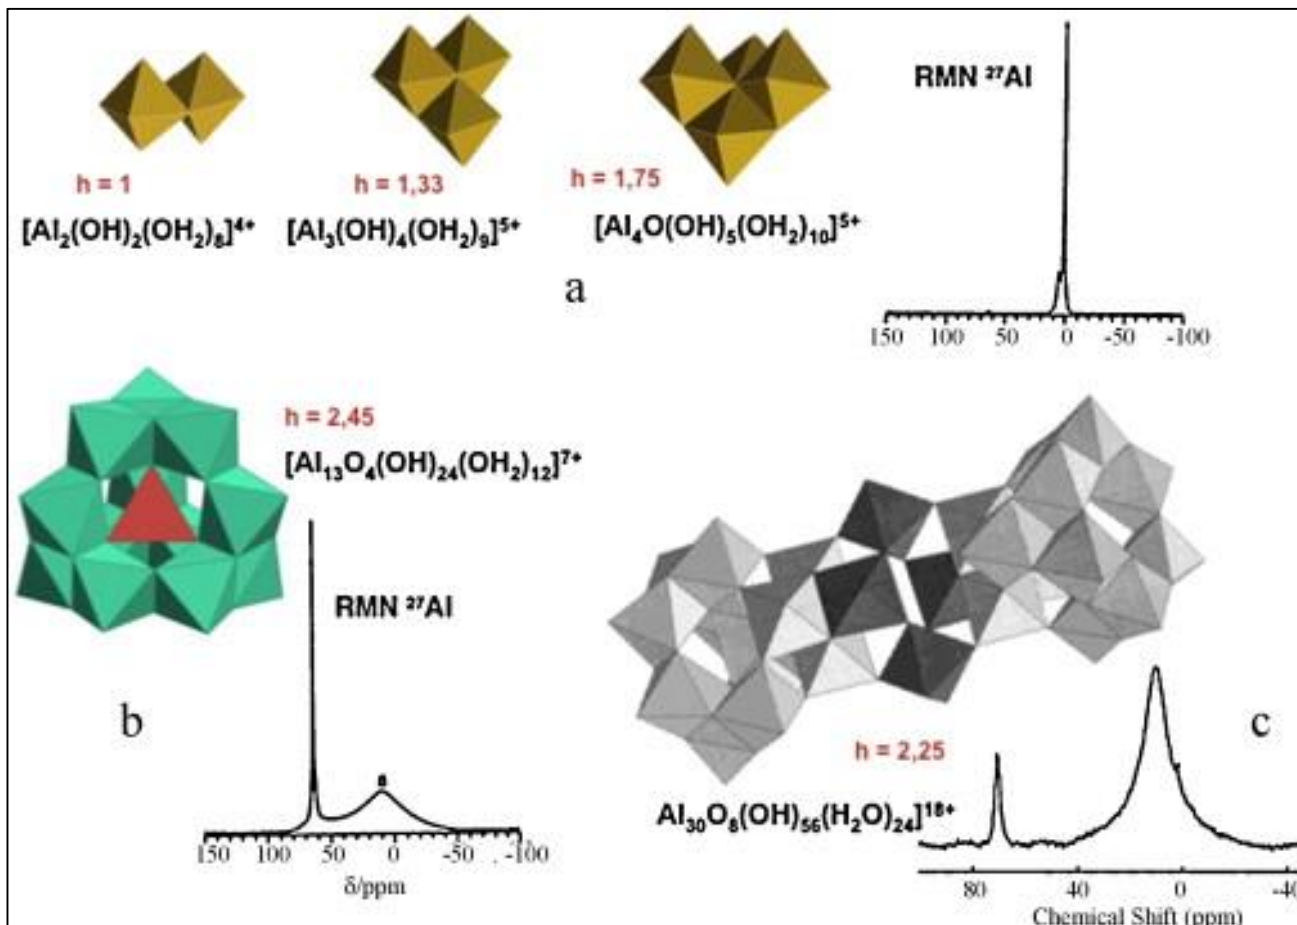 RMN ²⁷Al
h = 1
h = 1,33
h = 1,75
[Al₂(OH)₂(OH₂)₈]⁴⁺
[Al₃(OH)₄(OH₂)₉]⁵⁺
[Al₄O(OH)₅(OH₂)₁₀]⁵⁺
a
150 100 50 0 -50 -100
h = 2,45
[Al₁₃O₄(OH)₂₄(OH₂)₁₂]⁷⁺
RMN ²⁷Al
b
150 100 50 0 -50 -100
δ/ppm
c
h = 2,25
Al₃₀O₈(OH)₅₆(H₂O)₂₄]¹⁸⁺
80 40 0 -40
Chemical Shift (ppm)